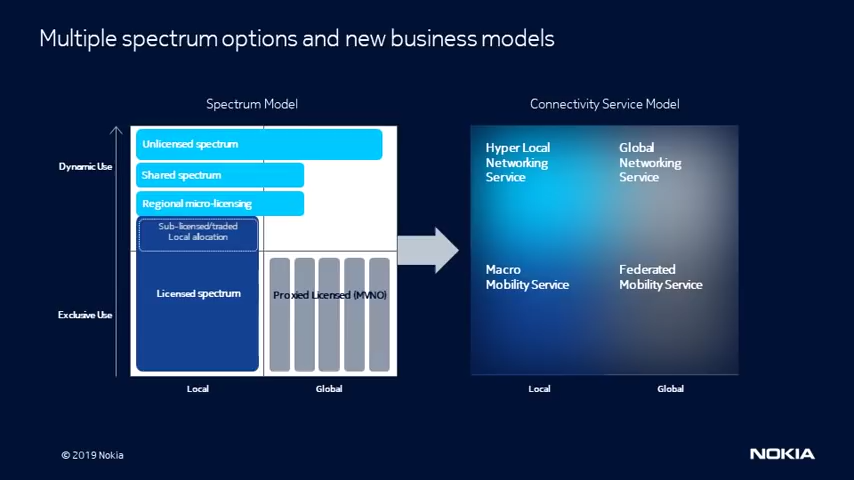 Multiple spectrum options and new business models
Spectrum Model
Connectivity Service Model
Dynamic Use
Exclusive Use
Unlicensed spectrum
Shared spectrum
Regional micro-licensing
Sub-licensed/traded
Local allocation
Licensed spectrum
Proxied Licensed (MVNO)
Local
Global
Hyper Local
Networking
Service
Global
Networking
Service
Macro
Mobility Service
Federated
Mobility Service
Local
Global
© 2019 Nokia
NOKIA